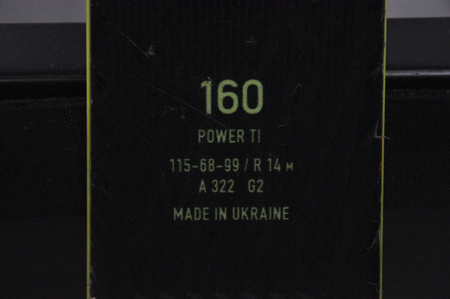 160
POWER TI
115-68-99 / R 14 M
A 322 G2
MADE IN UKRAINE